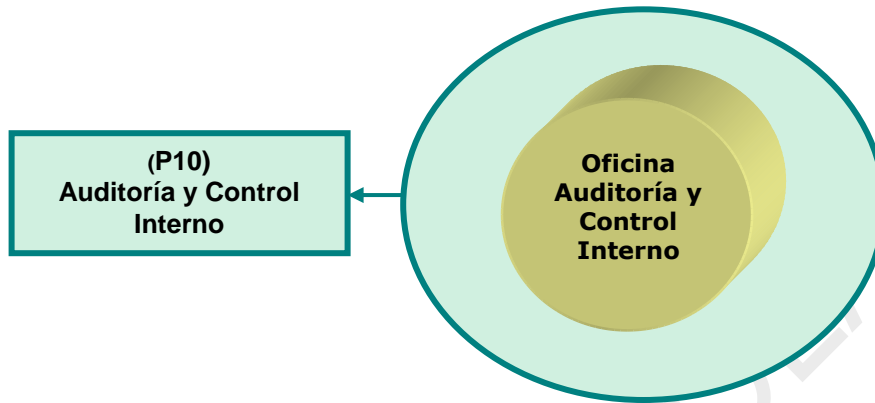 (P10)
Auditoría y Control
Interno
Oficina
Auditoría y
Control
Interno